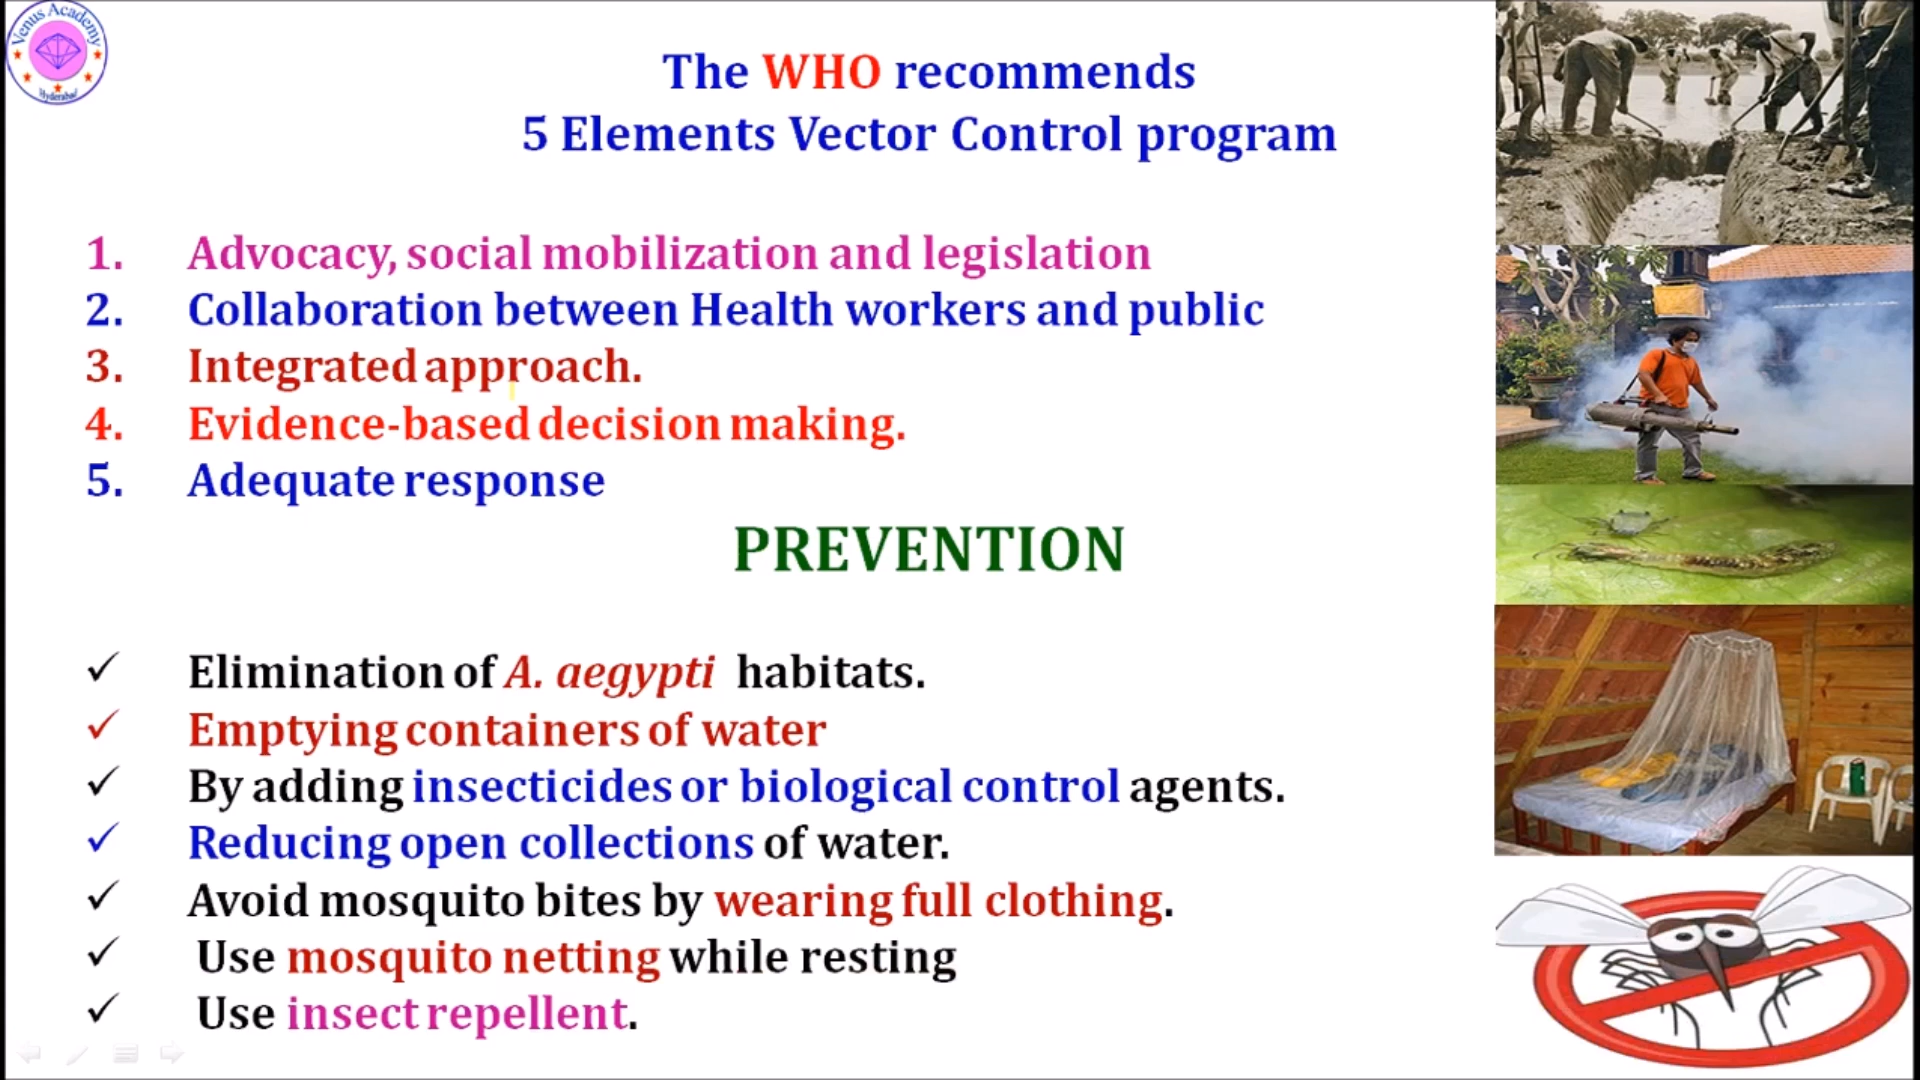 Venus Academy
Hyderabad
The WHO recommends
5 Elements Vector Control program
1. Advocacy, social mobilization and legislation
2. Collaboration between Health workers and public
3. Integrated approach.
4. Evidence-based decision making.
5. Adequate response
PREVENTION
✓ Elimination of A. aegypti habitats.
✓ Emptying containers of water
✓ By adding insecticides or biological control agents.
✓ Reducing open collections of water.
✓ Avoid mosquito bites by wearing full clothing.
✓ Use mosquito netting while resting
✓ Use insect repellent.